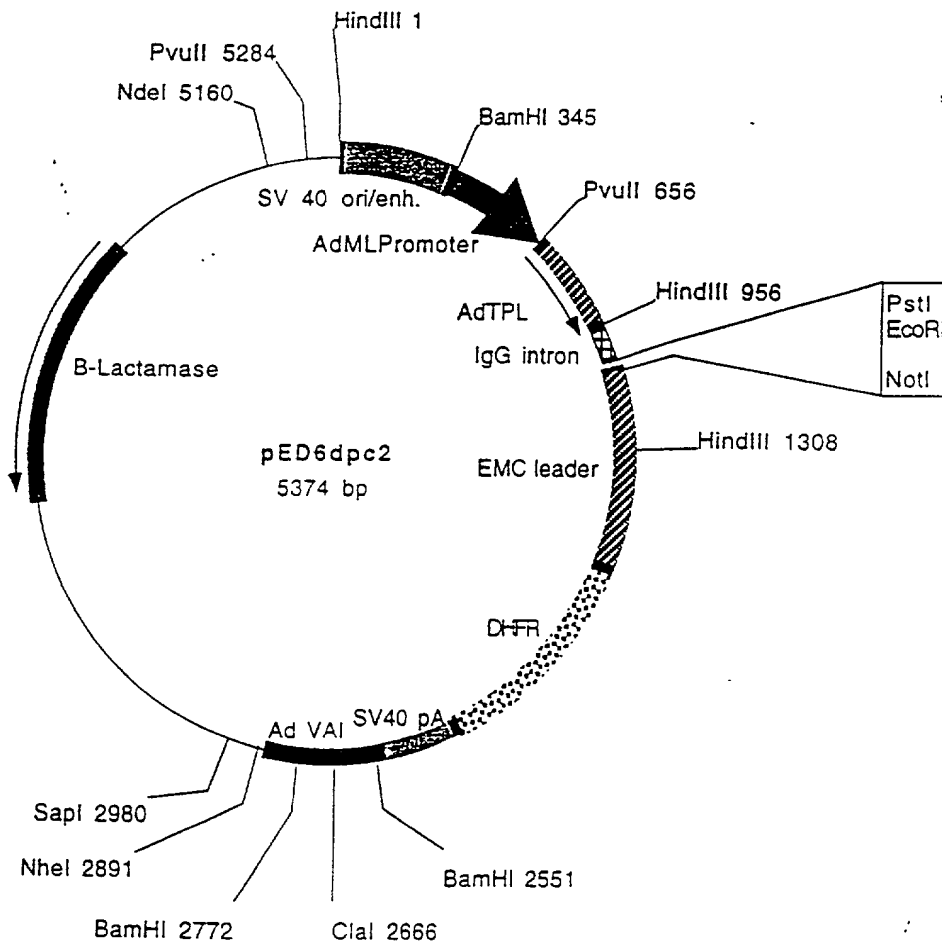 HindIII 1
PvuII 5284
NdeI 5160
BamHI 345
SV 40 ori/enh.
PvuII 656
AdMLPromoter
HindIII 956
AdTPL
PstI
EcoR
IgG intron
NotI
B-Lactamase
HindIII 1308
pED6dpc2
EMC leader
5374 bp
DHFR
SV40 pA
Ad VAI
SapI 2980
NheI 2891
BamHI 2551
BamHI 2772
ClaI 2666